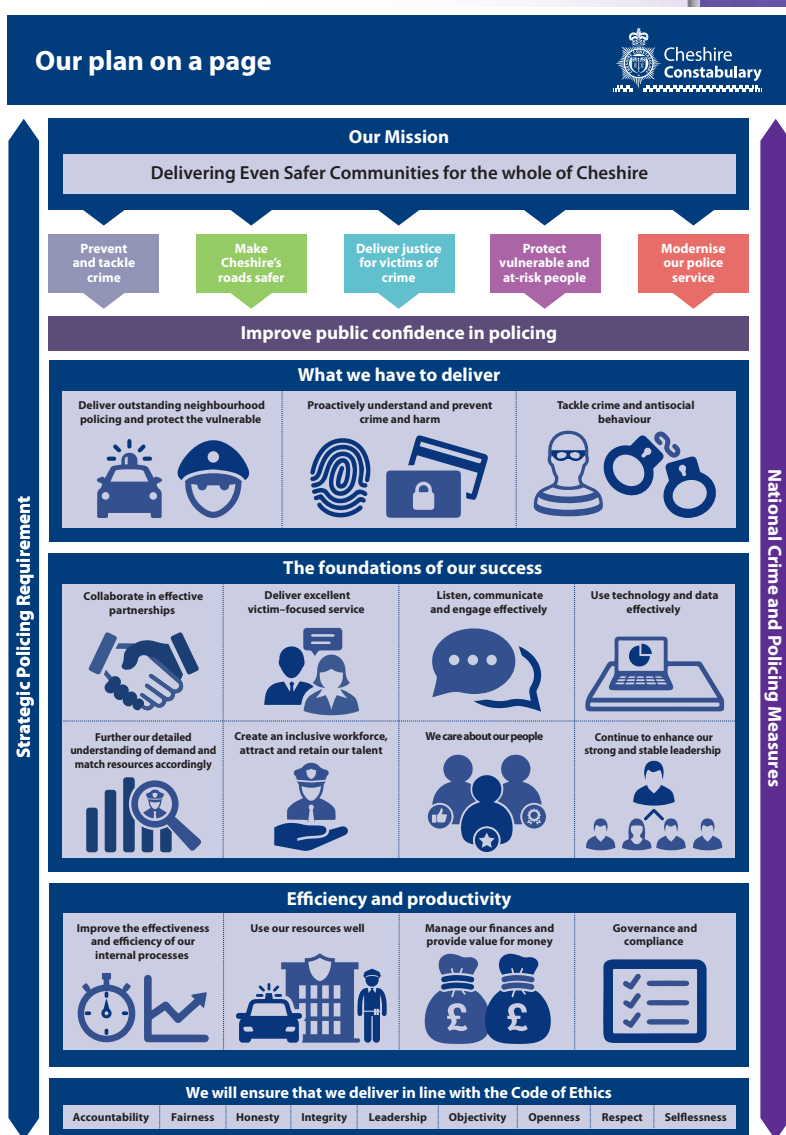 Our plan on a page
Cheshire
Constabulary
Our Mission
Delivering Even Safer Communities for the whole of Cheshire
Prevent
and tackle
crime
Make
Cheshire's
roads safer
Deliver justice
for victims of
crime
Protect
vulnerable and
at-risk people
Modernise
our police
service
Improve public confidence in policing
What we have to deliver
Deliver outstanding neighbourhood
policing and protect the vulnerable
Proactively understand and prevent
crime and harm
Tackle crime and antisocial
behaviour
The foundations of our success
Collaborate in effective
partnerships
Deliver excellent
victim–focused service
Listen, communicate
and engage effectively
Use technology and data
effectively
Further our detailed
understanding of demand and
match resources accordingly
Create an inclusive workforce,
attract and retain our talent
We care about our people
Continue to enhance our
strong and stable leadership
Efficiency and productivity
Improve the effectiveness
and efficiency of our
internal processes
Use our resources well
Manage our finances and
provide value for money
£
£
Governance and
compliance
We will ensure that we deliver in line with the Code of Ethics
Accountability
Fairness
Honesty
Integrity
Leadership
Objectivity
Openness
Respect
Selflessness
Strategic Policing Requirement
National Crime and Policing Measures